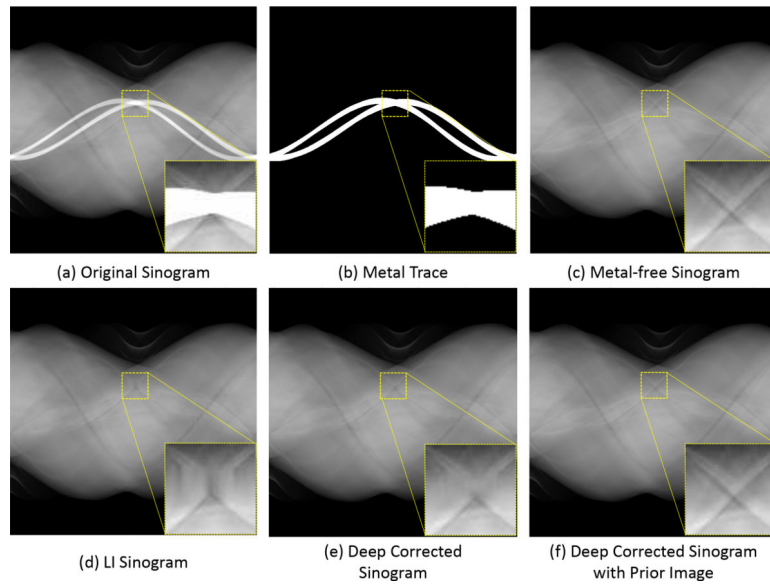 (a) Original Sinogram
(b) Metal Trace
(c) Metal-free Sinogram
(d) LI Sinogram
(e) Deep Corrected
Sinogram
(f) Deep Corrected Sinogram
with Prior Image